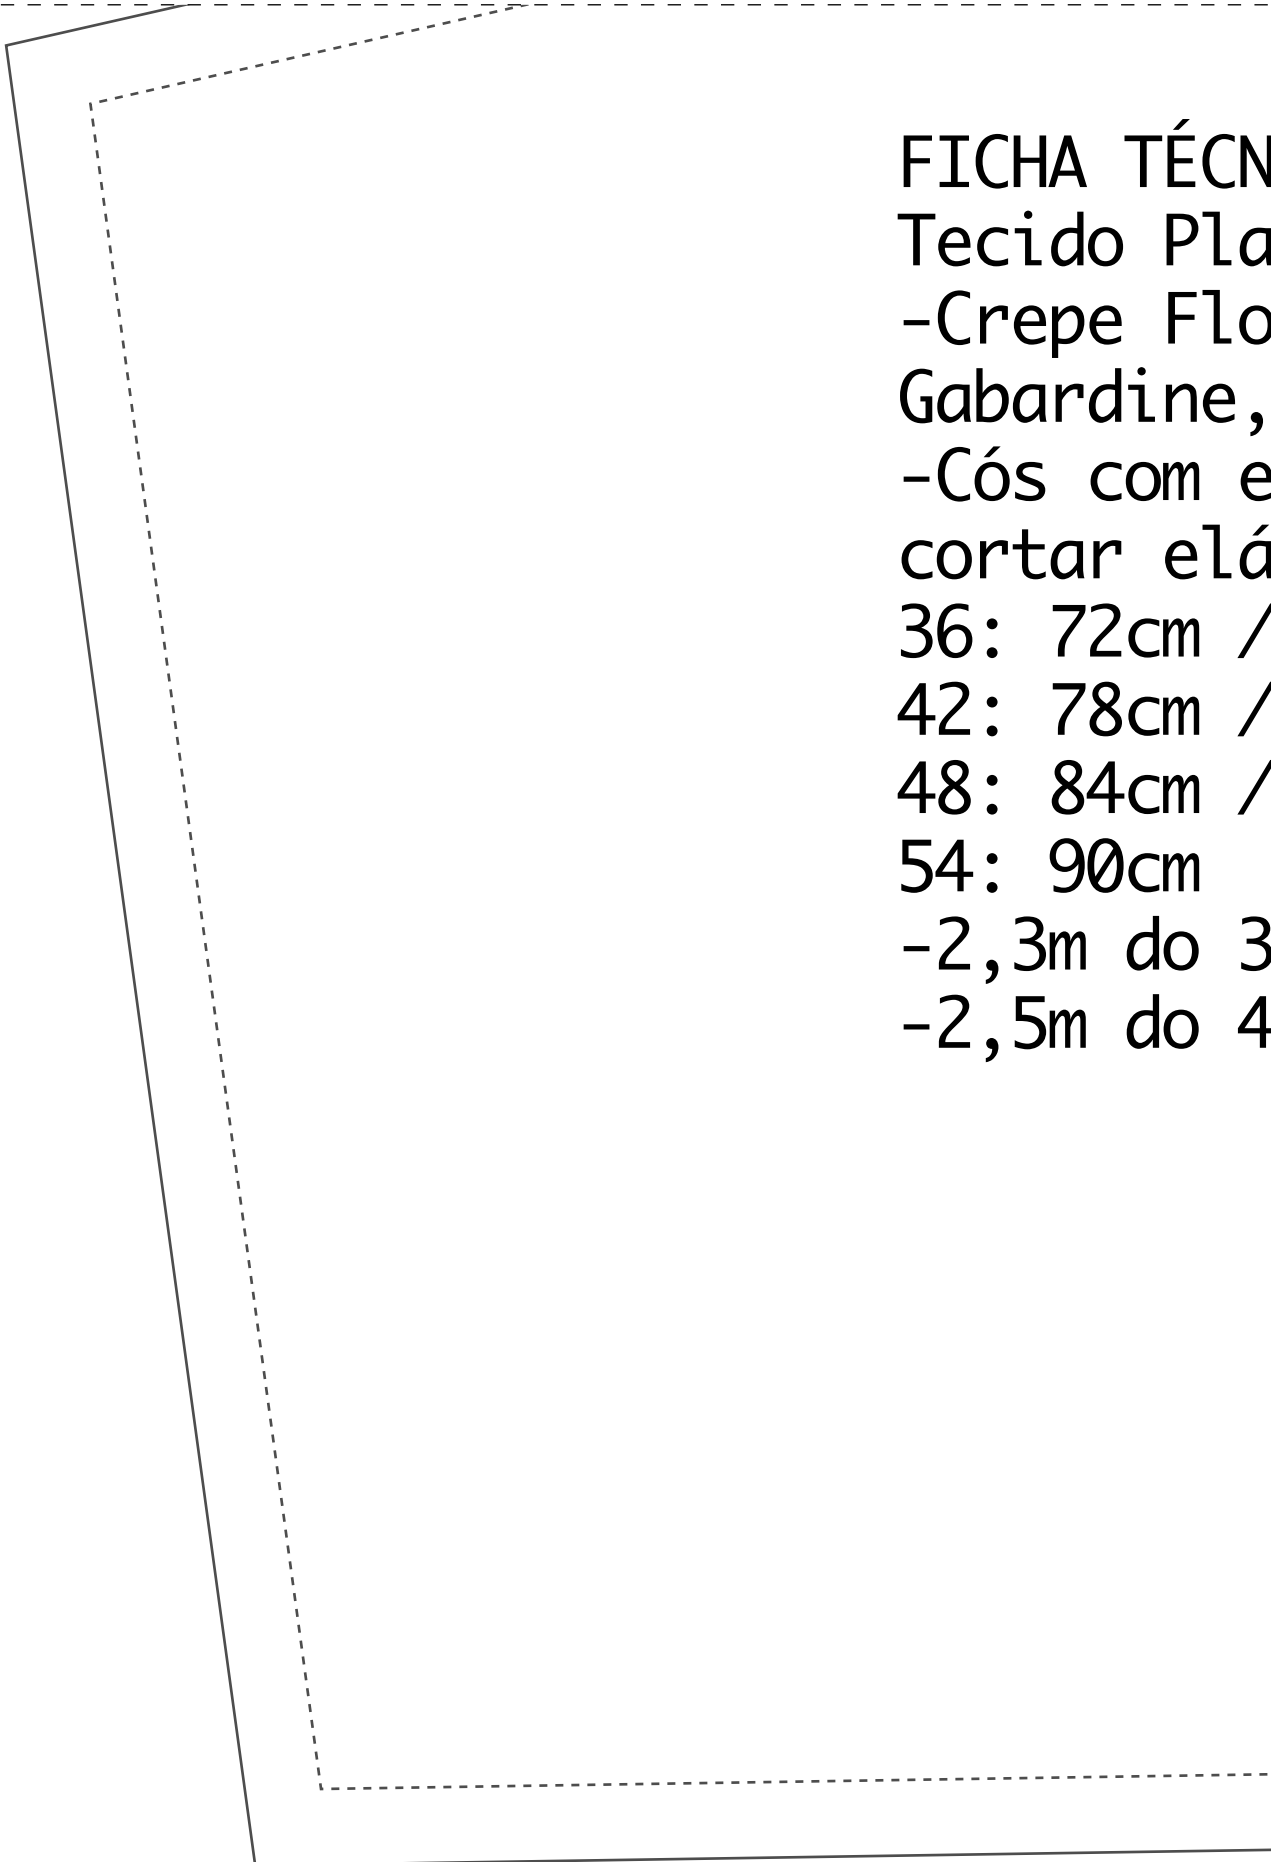 FICHA TÉCN
Tecido Pla
-Crepe Flo
Gabardine,
-Cós com e
cortar elá
36: 72cm /
42: 78cm /
48: 84cm /
54: 90cm
-2,3m do 3
-2,5m do 4